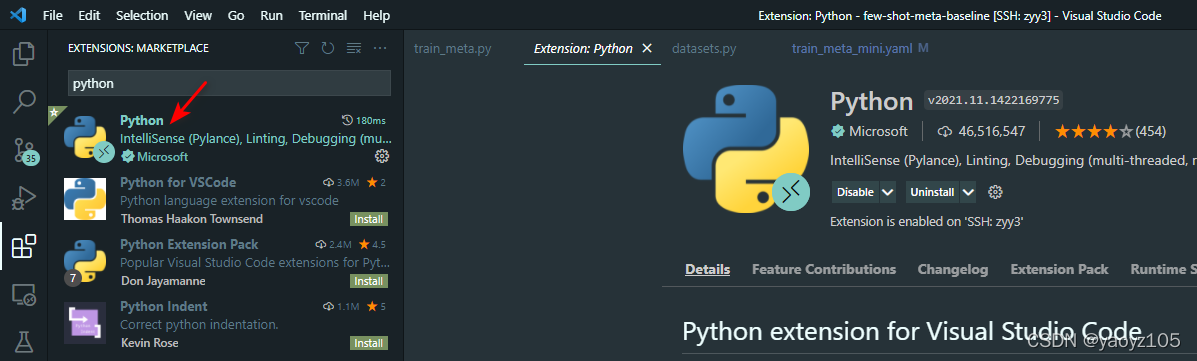 File Edit Selection View Go Run Terminal Help
Extension: Python - few-shot-meta-baseline [SSH: zyy3] - Visual Studio Code
EXTENSIONS: MARKETPLACE
python
Python 180ms
IntelliSense (Pylance), Linting, Debugging (mu...
Microsoft
Python for VSCode 3.6M 2
Python language extension for vscode
Thomas Haakon Townsend Install
Python Extension Pack 2.4M 4.5
Popular Visual Studio Code extensions for Pyt...
7
Don Jayamanne Install
Python Indent 1.1M 5
Correct python indentation.
Kevin Rose Install
35
train_meta.py Extension: Python datasets.py train_meta_mini.yaml M
Python v2021.11.1422169775
Microsoft 46,516,547 (454)
IntelliSense (Pylance), Linting, Debugging (multi-threaded,
Disable Uninstall
Extension is enabled on 'SSH: zyy3'
Details Feature Contributions Changelog Extension Pack Runtime S
Python extension for Visual Studio Code
CSDN @yaoyz105